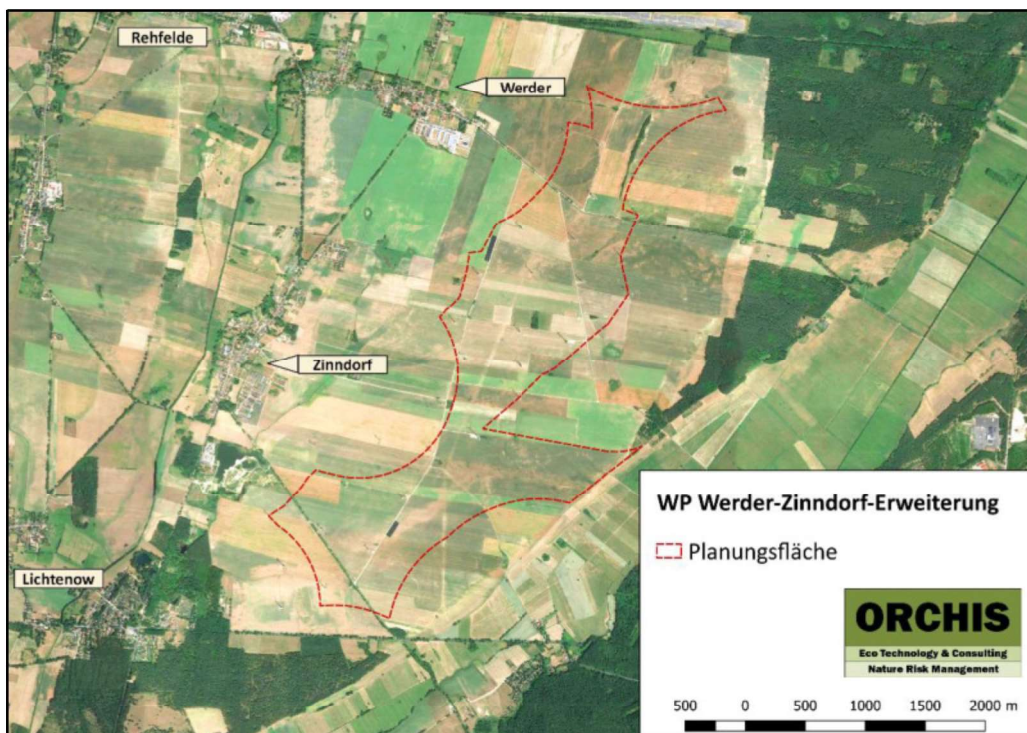 Rehfelde
Werder
Zinndorf
Lichtenow
WP Werder-Zinndorf-Erweiterung
Planungsfläche
ORCHIS
Eco Technology & Consulting
Nature Risk Management
500 0 500 1000 1500 2000 m